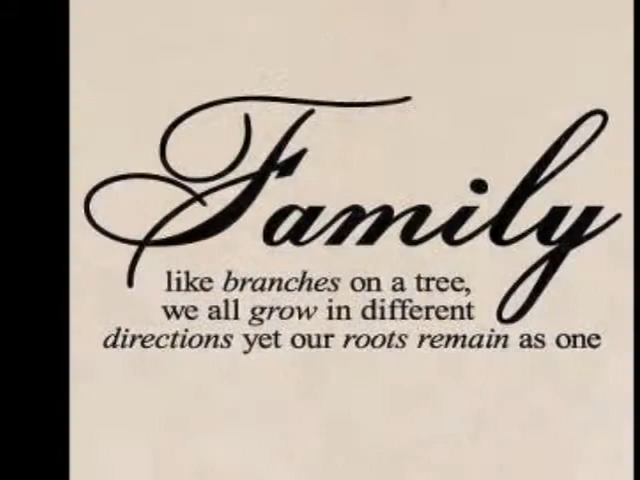 Family
like branches on a tree,
we all grow in different
directions yet our roots remain as one